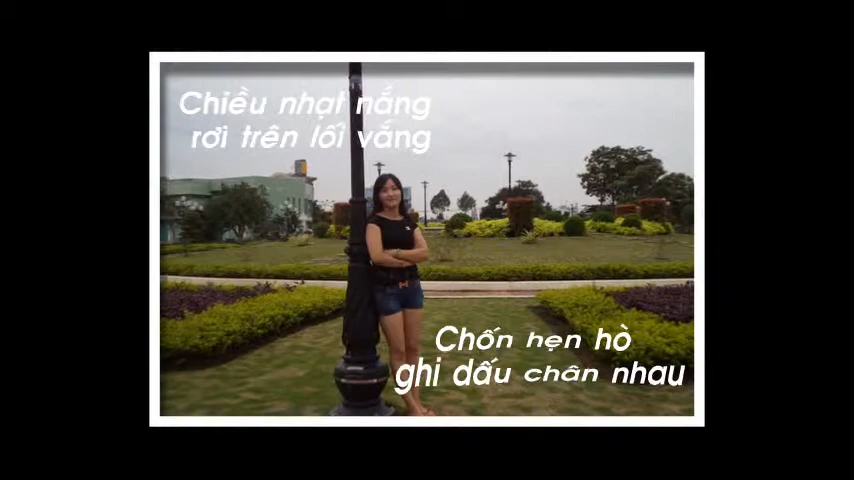 Chiều nhạt nắng
rơi trên lối vắng
Chốn hẹn hò
ghi dấu chân nhau